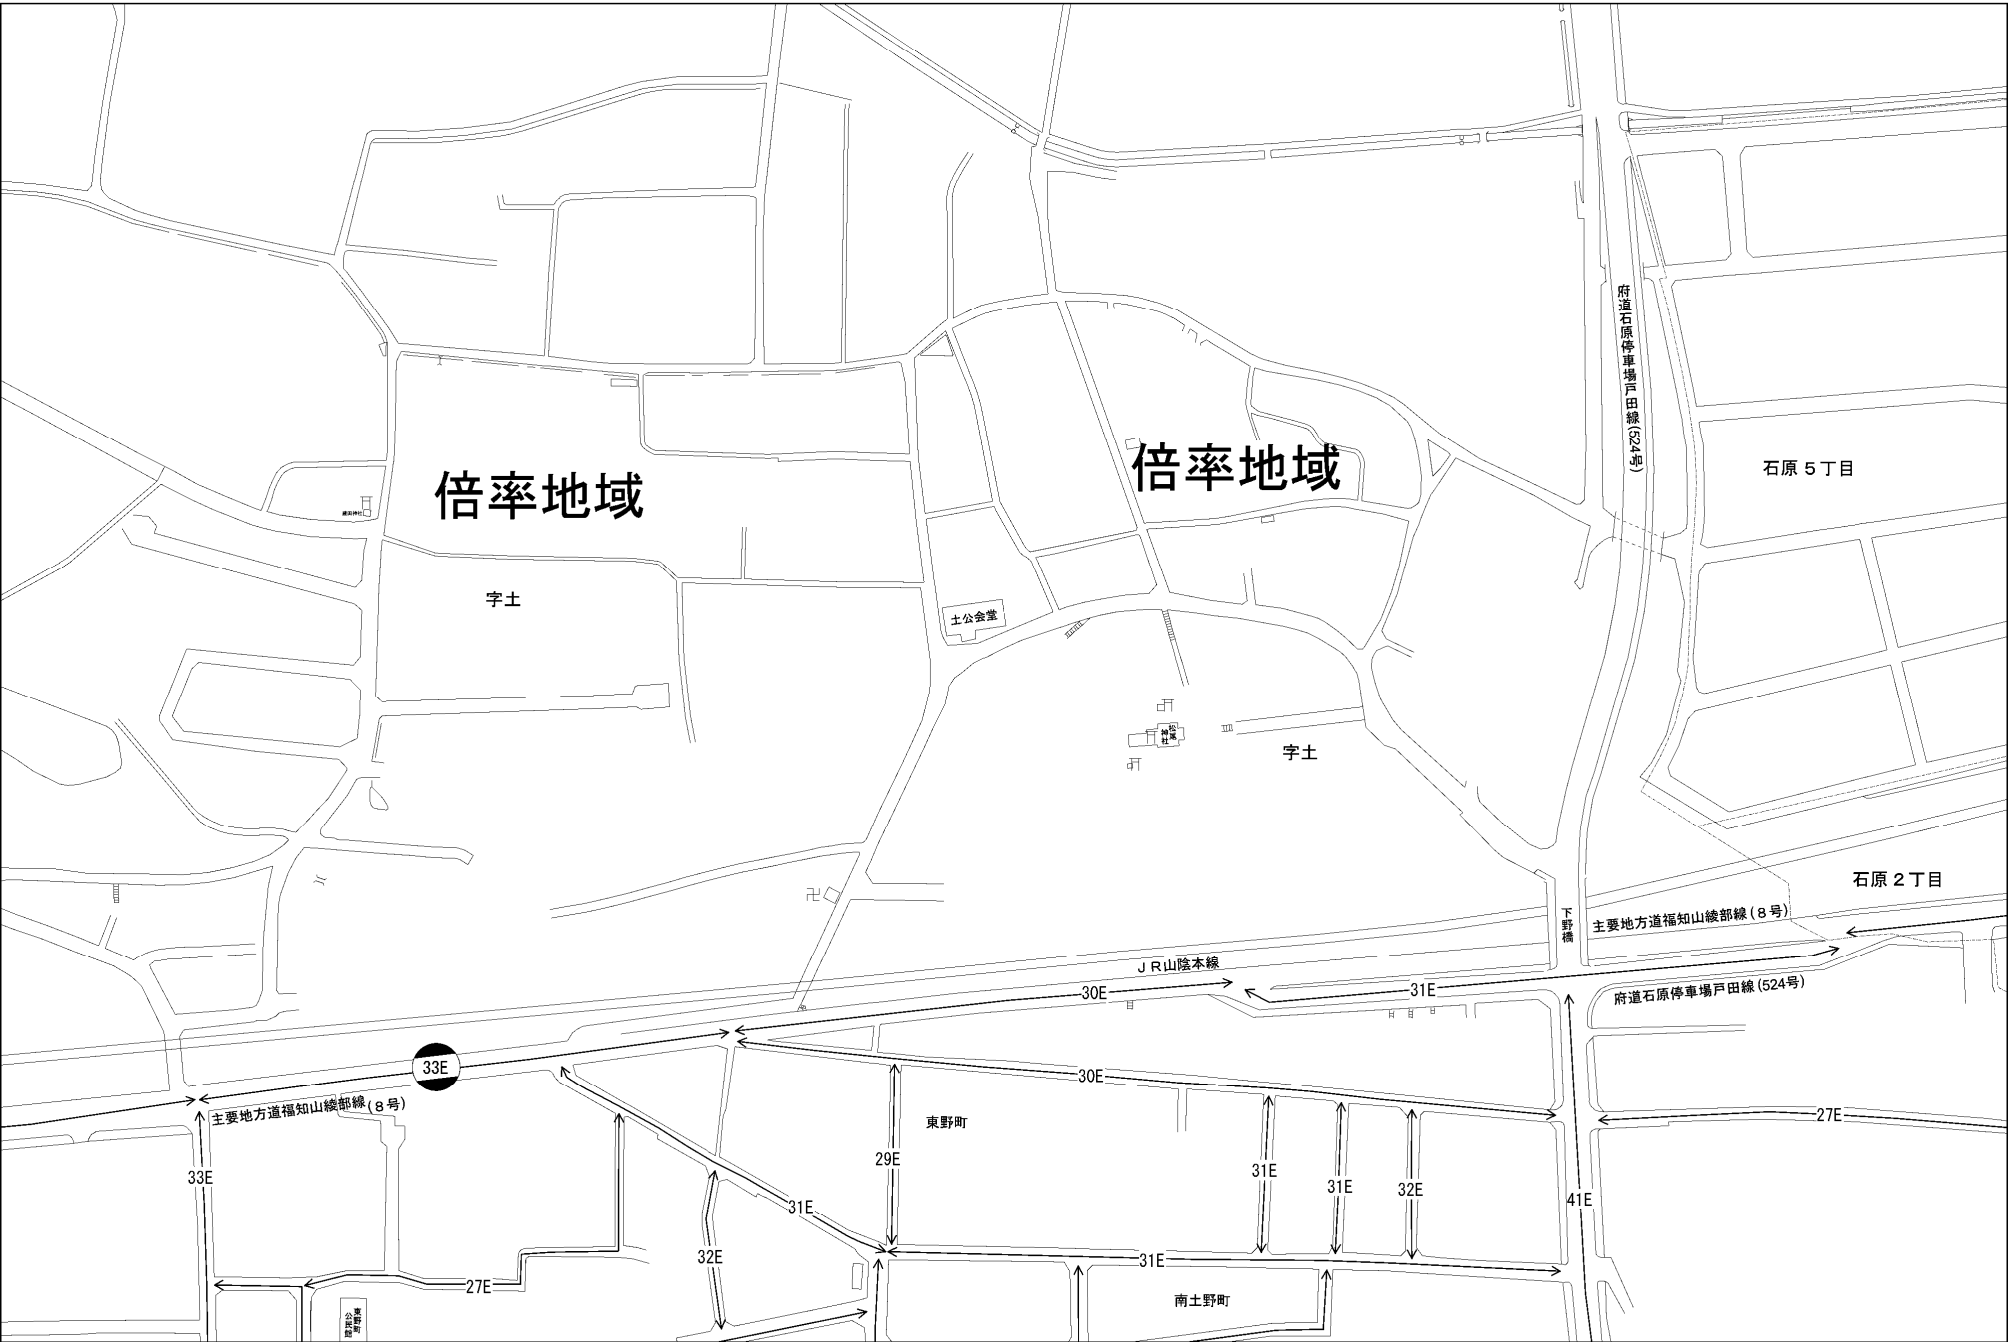 府道石原停車場戸田線(524号)
倍率地域
倍率地域
石原５丁目
字土
土公会堂
松尾
神社
字土
石原２丁目
下野橋
主要地方道福知山綾部線(８号)
ＪＲ山陰本線
30E
31E
府道石原停車場戸田線(524号)
33E
30E
主要地方道福知山綾部線(８号)
27E
東野町
29E
33E
31E
31E
32E
41E
31E
32E
31E
27E
南土野町
東野町
公民館